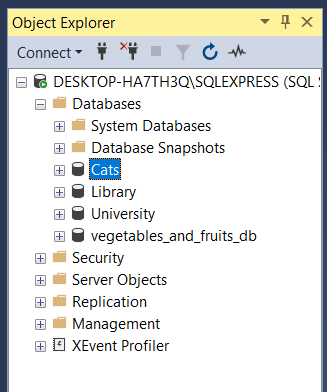 Object Explorer
Connect
DESKTOP-HA7TH3Q\SQLEXPRESS (SQL
Databases
System Databases
Database Snapshots
Cats
Library
University
vegetables_and_fruits_db
Security
Server Objects
Replication
Management
XEvent Profiler